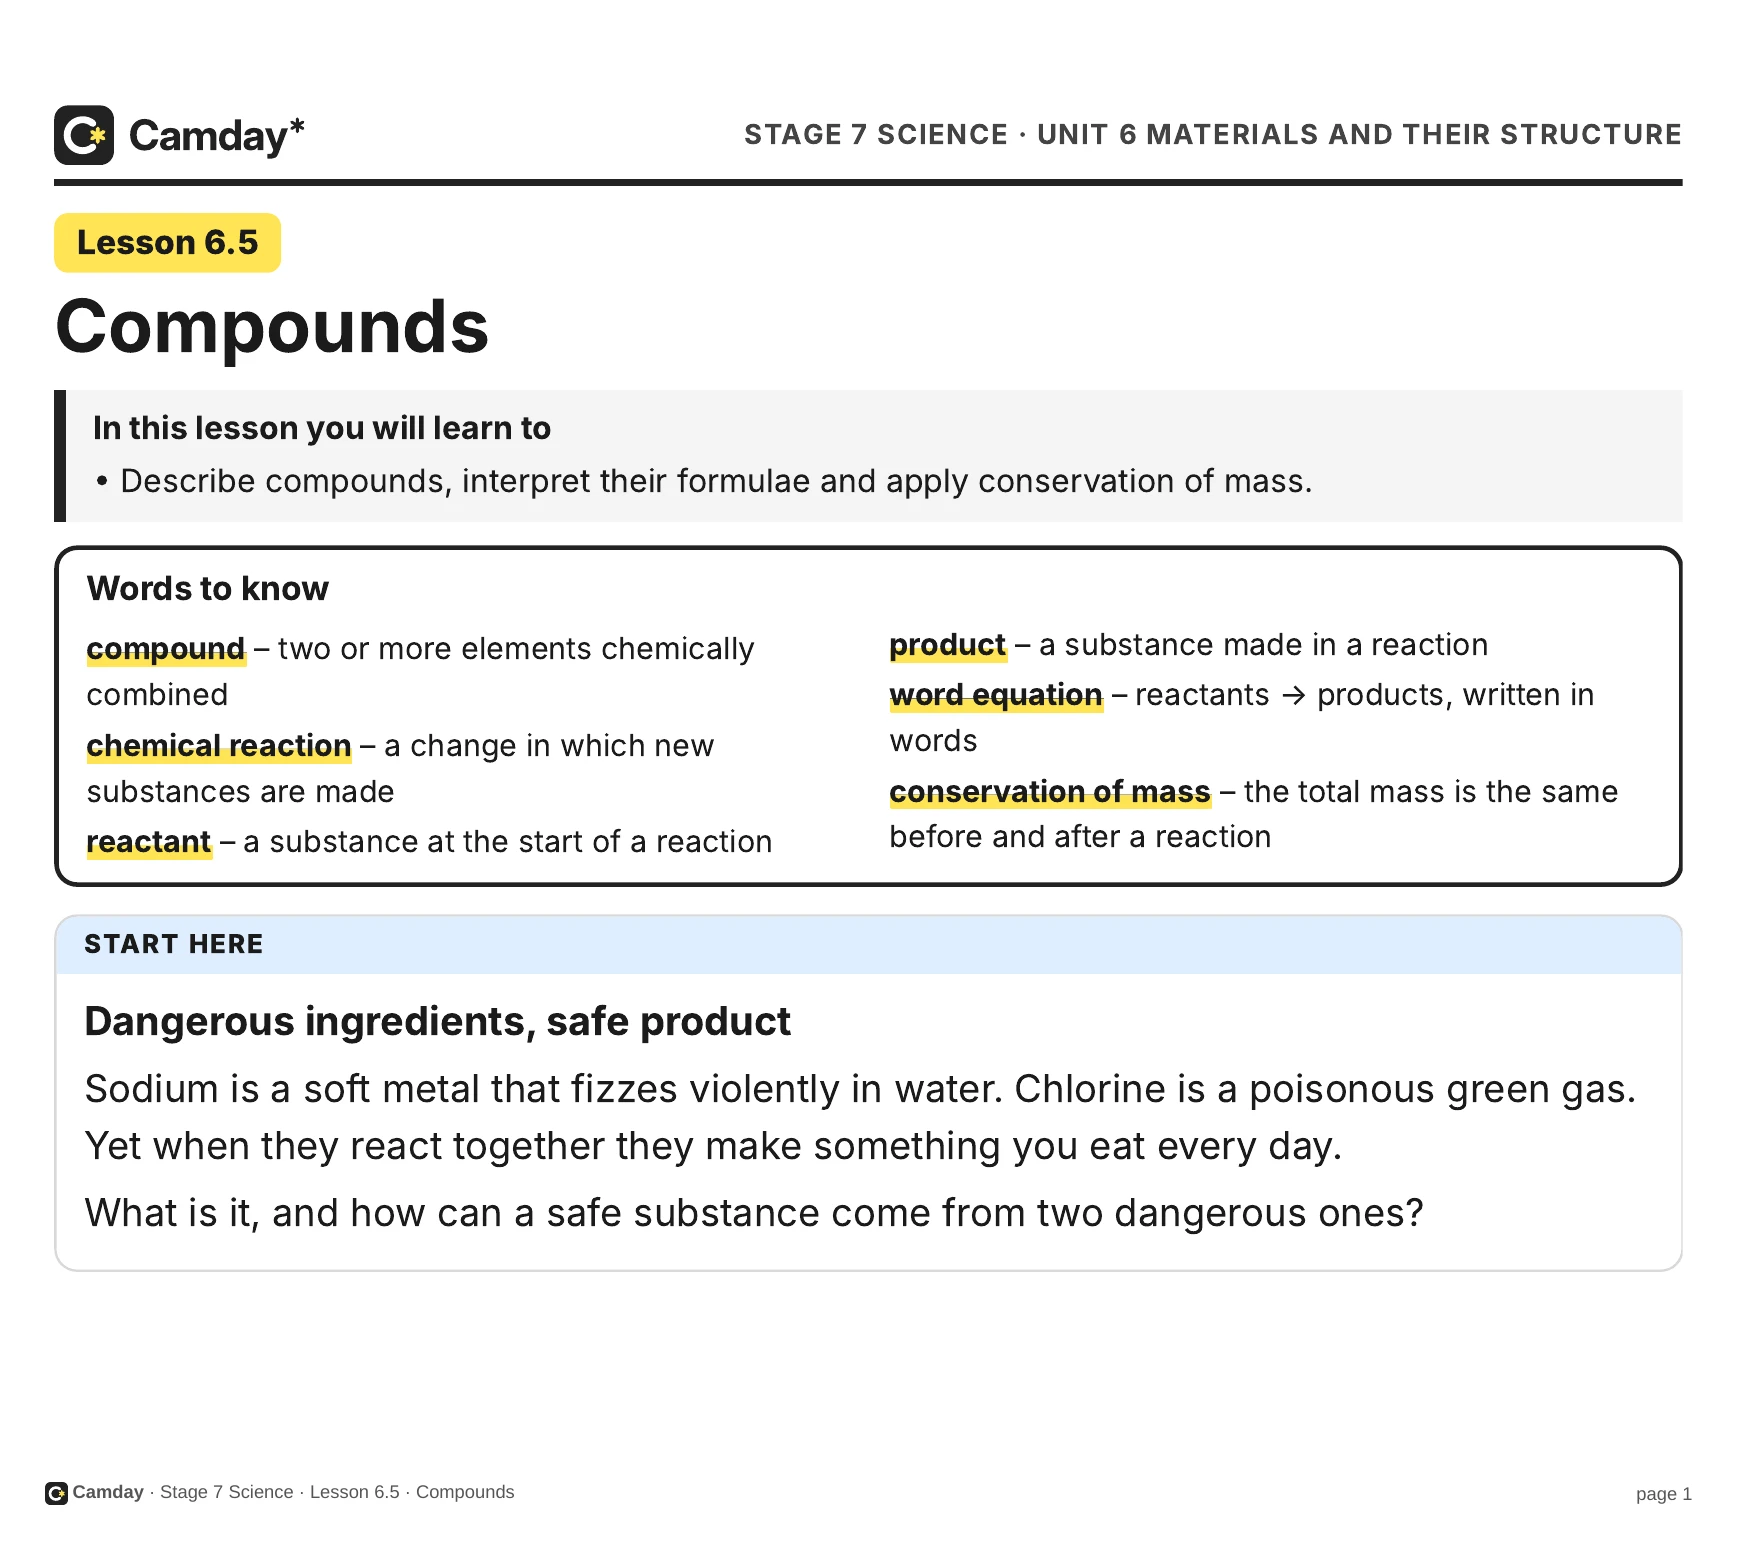 Camday*
STAGE 7 SCIENCE · UNIT 6 MATERIALS AND THEIR STRUCTURE
Lesson 6.5
Compounds
In this lesson you will learn to
• Describe compounds, interpret their formulae and apply conservation of mass.
Words to know
compound – two or more elements chemically
combined
chemical reaction – a change in which new
substances are made
reactant – a substance at the start of a reaction
product – a substance made in a reaction
word equation – reactants → products, written in
words
conservation of mass – the total mass is the same
before and after a reaction
START HERE
Dangerous ingredients, safe product
Sodium is a soft metal that fizzes violently in water. Chlorine is a poisonous green gas.
Yet when they react together they make something you eat every day.
What is it, and how can a safe substance come from two dangerous ones?
Camday · Stage 7 Science · Lesson 6.5 · Compounds
page 1